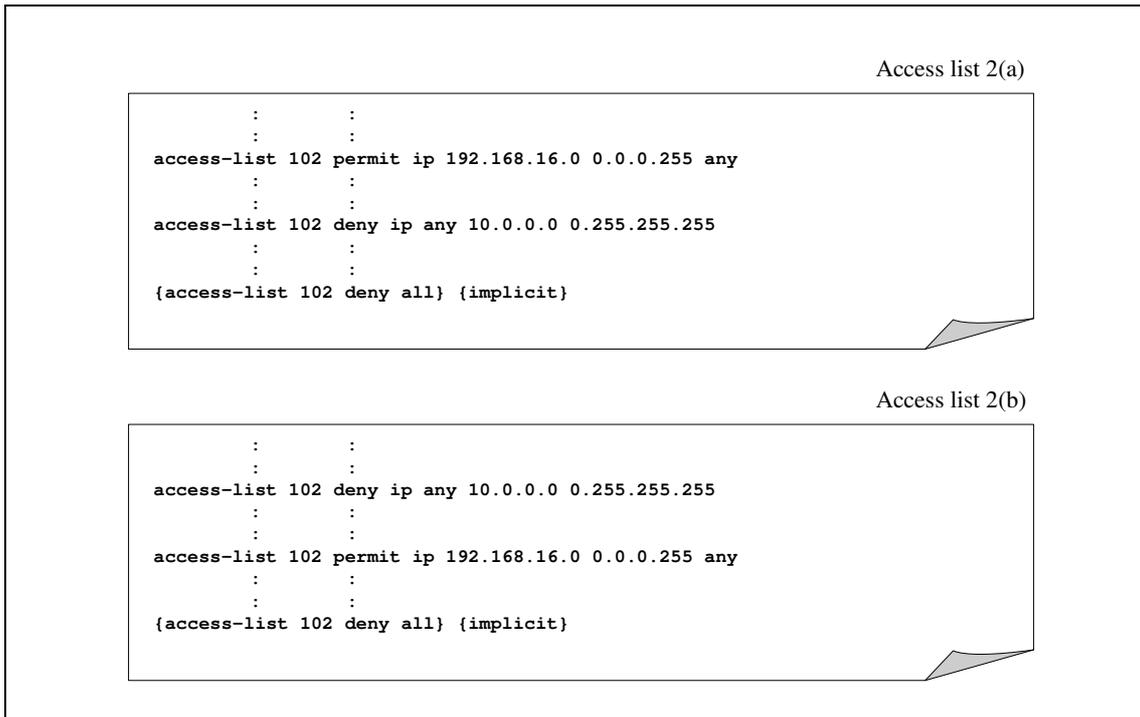 Access list 2(a)
: :
: :
access-list 102 permit ip 192.168.16.0 0.0.0.255 any
: :
: :
access-list 102 deny ip any 10.0.0.0 0.255.255.255
: :
: :
{access-list 102 deny all} {implicit}
Access list 2(b)
: :
: :
access-list 102 deny ip any 10.0.0.0 0.255.255.255
: :
: :
access-list 102 permit ip 192.168.16.0 0.0.0.255 any
: :
: :
{access-list 102 deny all} {implicit}